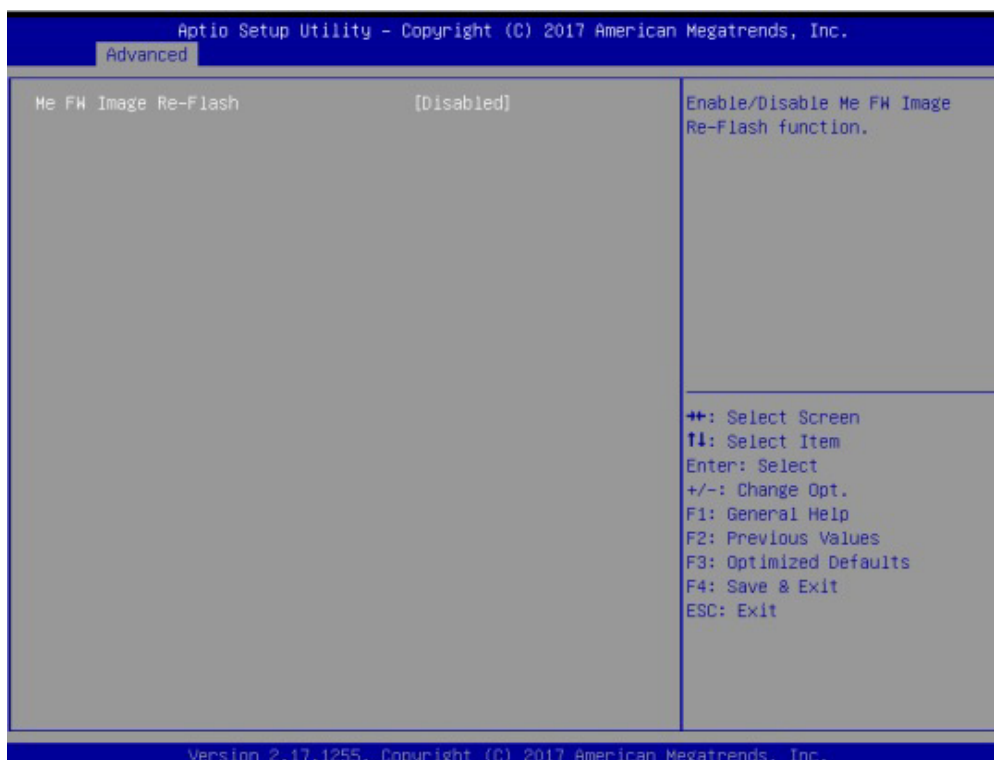 Aptio Setup Utility – Copyright (C) 2017 American Megatrends, Inc.
Advanced
Me FW Image Re-Flash [Disabled]
Enable/Disable Me FW Image
Re-Flash function.
→←: Select Screen
↑↓: Select Item
Enter: Select
+/-: Change Opt.
F1: General Help
F2: Previous Values
F3: Optimized Defaults
F4: Save & Exit
ESC: Exit
Version 2.17.1255. Copyright (C) 2017 American Megatrends, Inc.